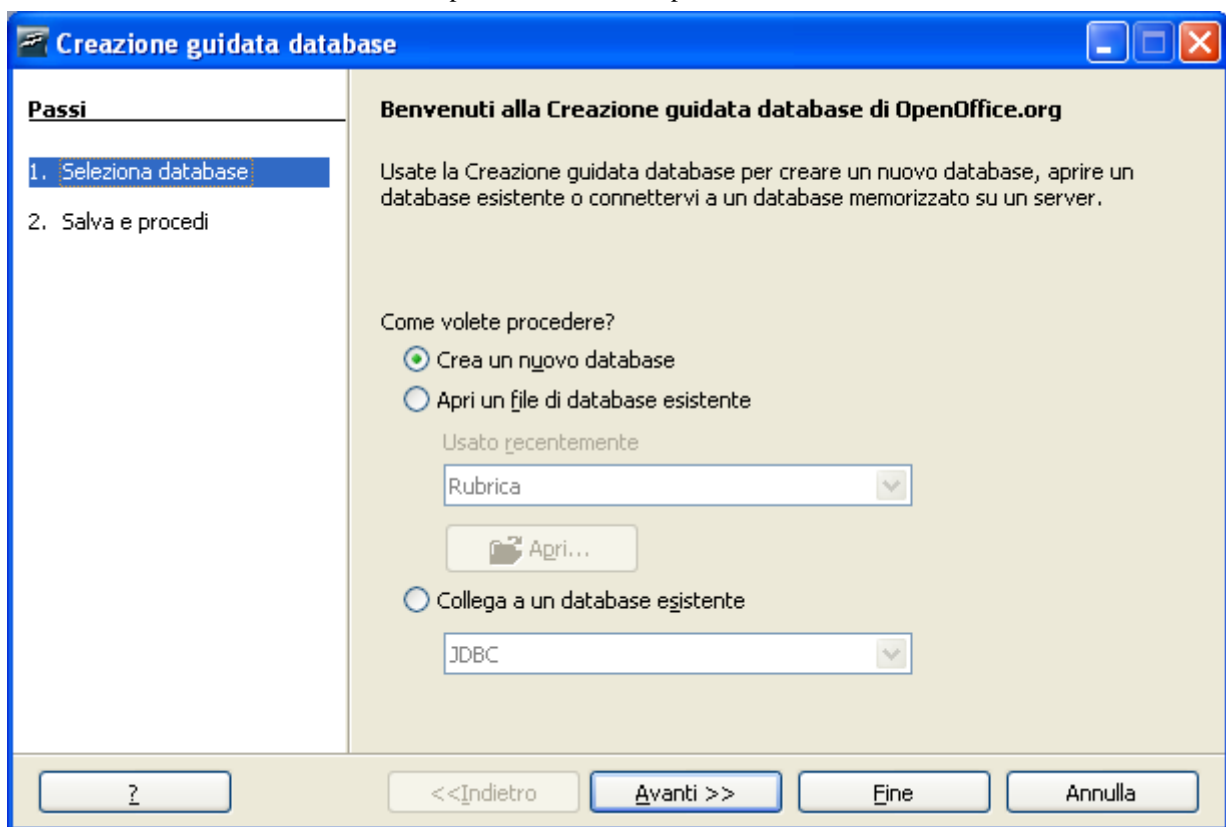 Creazione guidata database
Passi
1. Seleziona database
2. Salva e procedi
Benvenuti alla Creazione guidata database di OpenOffice.org
Usate la Creazione guidata database per creare un nuovo database, aprire un
database esistente o connettervi a un database memorizzato su un server.
Come volete procedere?
Crea un nuovo database
Apri un file di database esistente
Usato recentemente
Rubrica
Apri...
Collega a un database esistente
JDBC
?
<<Indietro
Avanti >>
Fine
Annulla